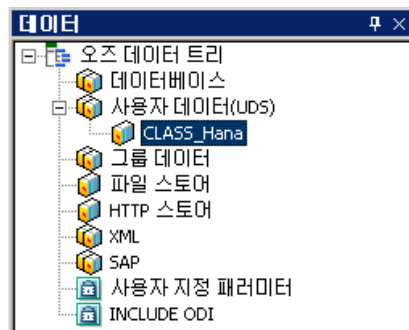 데이터
오즈 데이터 트리
데이터베이스
사용자 데이터(UDS)
CLASS_Hana
그룹 데이터
파일 스토어
HTTP 스토어
XML
SAP
사용자 지정 패러미터
INCLUDE ODI